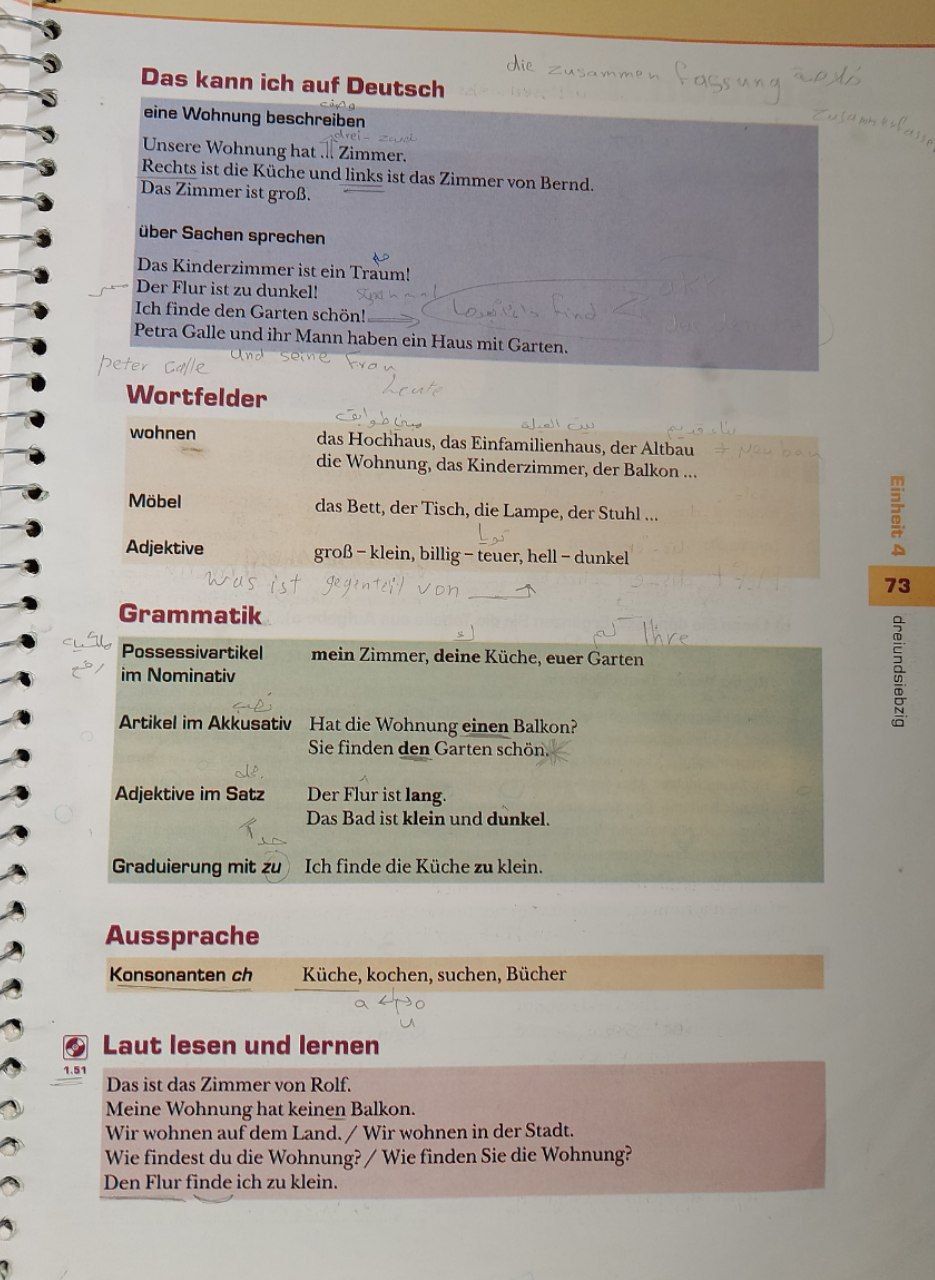 die zusammen fassung
Das kann ich auf Deutsch
eine Wohnung beschreiben
drei - zwei
Unsere Wohnung hat ... Zimmer.
Rechts ist die Küche und links ist das Zimmer von Bernd.
Das Zimmer ist groß.
über Sachen sprechen
Das Kinderzimmer ist ein Traum!
Der Flur ist zu dunkel!
Ich finde den Garten schön!
Petra Galle und ihr Mann haben ein Haus mit Garten.
peter Galle und seine Frau
heute
Wortfelder
wohnen
das Hochhaus, das Einfamilienhaus, der Altbau
≠ Neubau
die Wohnung, das Kinderzimmer, der Balkon ...
Möbel
das Bett, der Tisch, die Lampe, der Stuhl ...
Adjektive
groß – klein, billig – teuer, hell – dunkel
Was ist gegenteil von
Einheit 4
73
dreiundsiebzig
Grammatik
Ihre
Possessivartikel
im Nominativ
mein Zimmer, deine Küche, euer Garten
نصب
Artikel im Akkusativ
Hat die Wohnung einen Balkon?
Sie finden den Garten schön.
Adjektive im Satz
Der Flur ist lang.
Das Bad ist klein und dunkel.
Graduierung mit zu
Ich finde die Küche zu klein.
Aussprache
Konsonanten ch
Küche, kochen, suchen, Bücher
a o
u
Laut lesen und lernen
1.51
Das ist das Zimmer von Rolf.
Meine Wohnung hat keinen Balkon.
Wir wohnen auf dem Land. / Wir wohnen in der Stadt.
Wie findest du die Wohnung? / Wie finden Sie die Wohnung?
Den Flur finde ich zu klein.